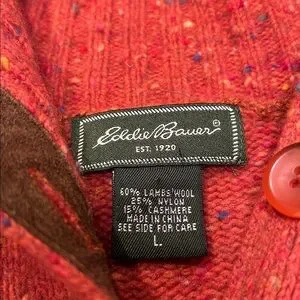 Eddie Bauer®
EST. 1920
60% LAMBS' WOOL
25% NYLON
15% CASHMERE
MADE IN CHINA
SEE SIDE FOR CARE
L.